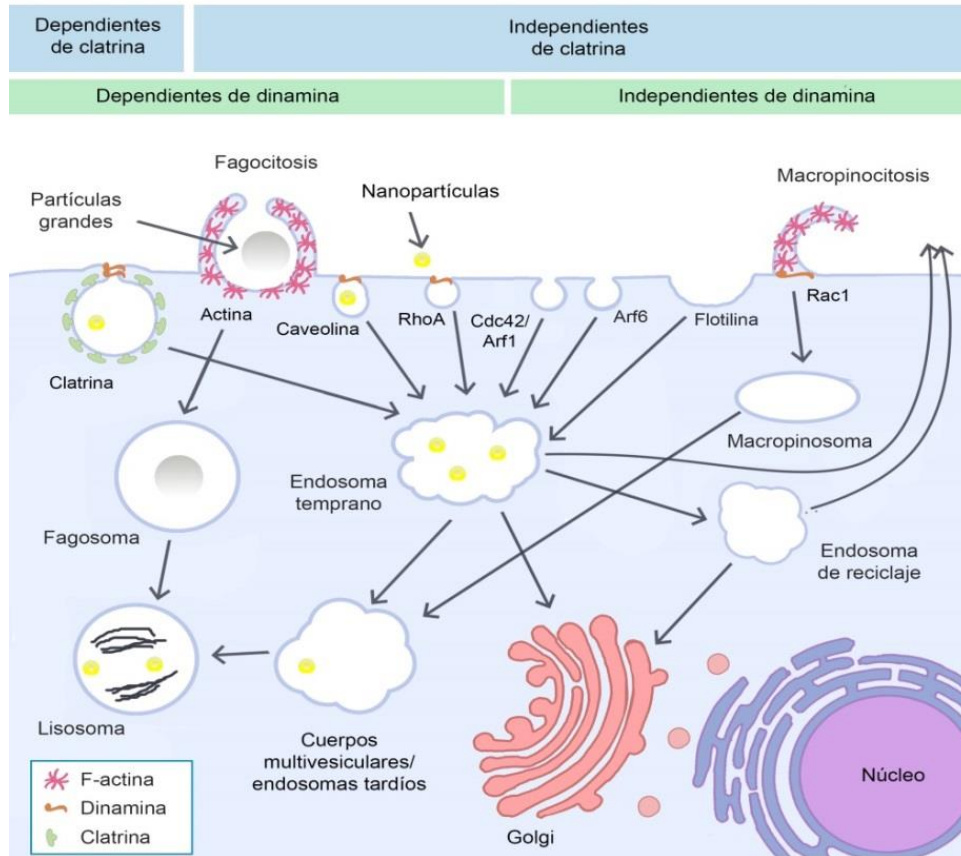 Dependientes
de clatrina
Independientes
de clatrina
Dependientes de dinamina
Independientes de dinamina
Fagocitosis
Macropinocitosis
Nanopartículas
Partículas
grandes
Actina
Caveolina
RhoA
Cdc42/
Arf1
Arf6
Flotilina
Rac1
Clatrina
Macropinosoma
Endosoma
temprano
Fagosoma
Endosoma
de reciclaje
Lisosoma
Cuerpos
multivesiculares/
endosomas tardíos
Núcleo
Golgi
F-actina
Dinamina
Clatrina